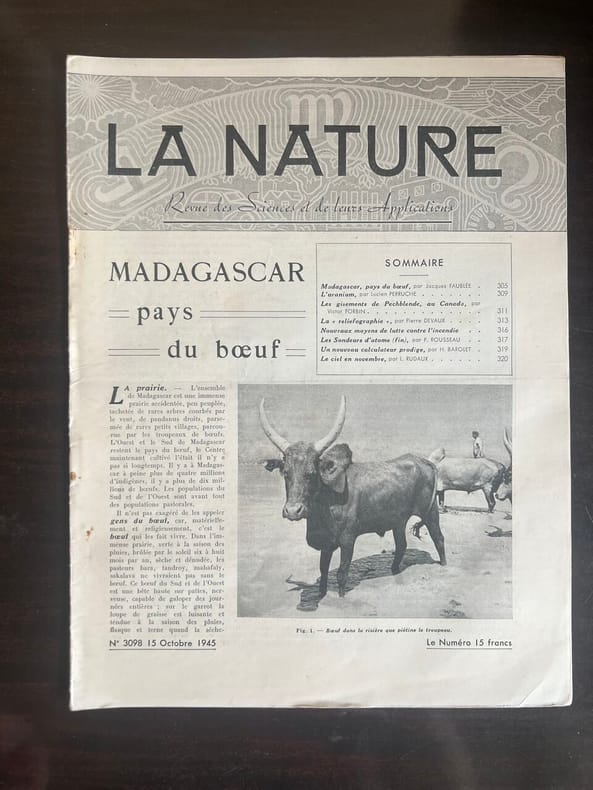 LA NATURE
Revue des Sciences et de leurs Applications
MADAGASCAR
pays
du bœuf
SOMMAIRE
Madagascar, pays du bœuf, par Jacques FAUBLÉE . 305
L'uranium, par Lucien PERRUCHE . . . . . . . 309
Les gisements de Pechblende, au Canada, par
Victor FORBIN. . . . . . . . . . . . . . . 311
La « reliefographie », par Pierre DEVAUX . . . . 313
Nouveaux moyens de lutte contre l'incendie . . 316
Les Sondeurs d'atome (fin), par F. ROUSSEAU . . 317
Un nouveau calculateur prodige, par H. BAROLET . 319
Le ciel en novembre, par L. RUDAUX . . . . . . 320
LA prairie. — L'ensemble
de Madagascar est une immense
prairie accidentée, peu peuplée,
tachetée de rares arbres courbés par
le vent, de pandanus droits, parse-
mée de rares petits villages, parcou-
rue par les troupeaux de bœufs.
L'Ouest et le Sud de Madagascar
restent le pays du bœuf, le Centre
maintenant cultivé l'était il n'y a
pas si longtemps. Il y a à Madagas-
car à peine plus de quatre millions
d'indigènes, il y a plus de dix mil-
lions de bœufs. Les populations du
Sud et de l'Ouest sont avant tout
des populations pastorales.
Il n'est pas exagéré de les appeler
gens du bœuf, car, matérielle-
ment et religieusement, c'est le
bœuf qui les fait vivre. Dans l'im-
mense prairie, verte à la saison des
pluies, brûlée par le soleil six à huit
mois par an, sèche et dénudée, les
pasteurs bara, tandroy, mahafaly,
sakalava ne vivraient pas sans le
bœuf. Ce bœuf du Sud et de l'Ouest
est une bête haute sur pattes, ner-
veuse, capable de galoper des jour-
nées entières ; sur le garrot la
loupe de graisse est luisante et
tendue à la saison des pluies,
flasque et terne quand la sèche-
Fig. 1. — Bœuf dans la rizière que piétine le troupeau.
N° 3098 15 Octobre 1945
Le Numéro 15 francs